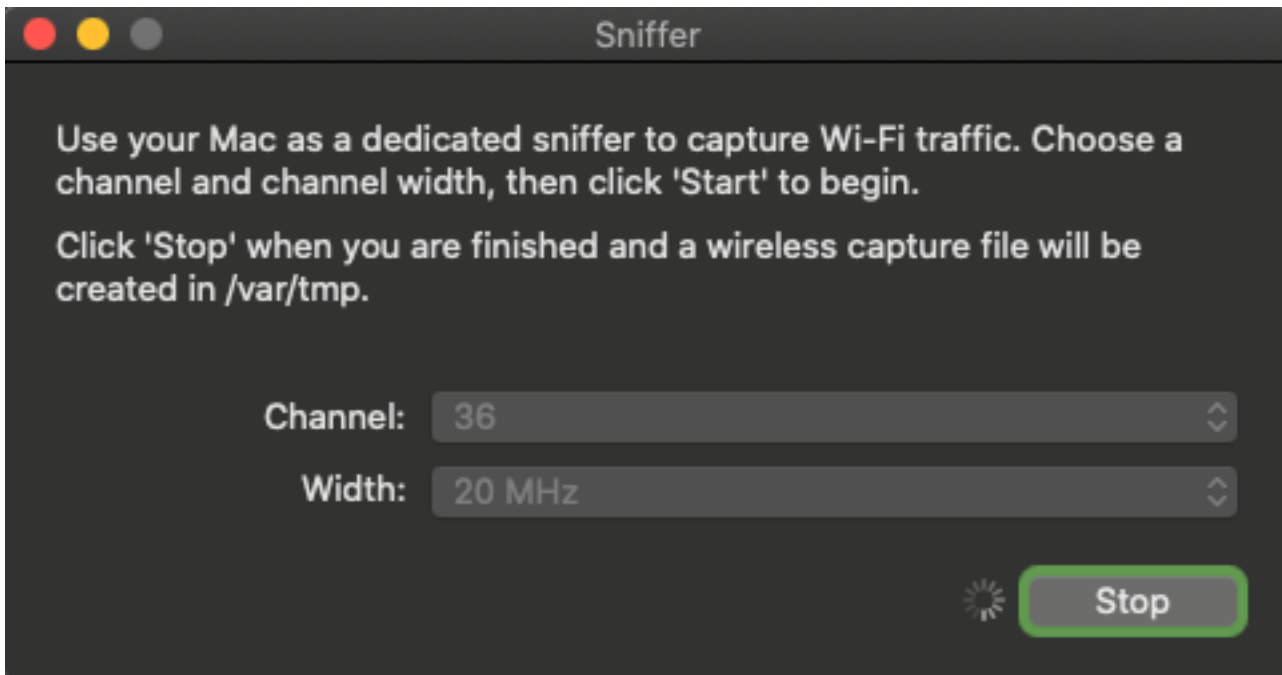 Sniffer
Use your Mac as a dedicated sniffer to capture Wi-Fi traffic. Choose a
channel and channel width, then click 'Start' to begin.
Click 'Stop' when you are finished and a wireless capture file will be
created in /var/tmp.
Channel: 36
Width: 20 MHz
Stop